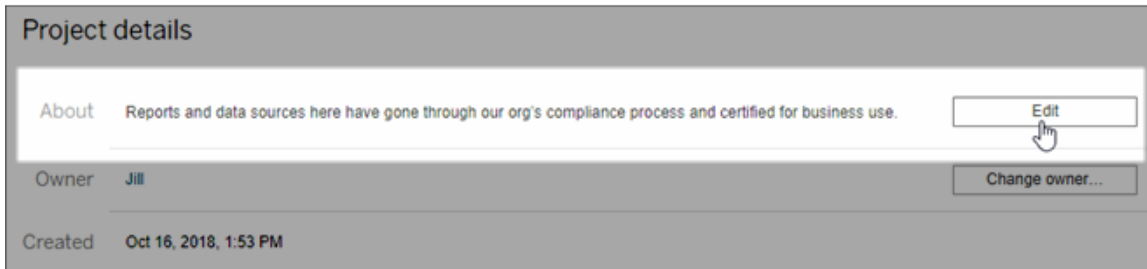 Project details
About Reports and data sources here have gone through our org's compliance process and certified for business use. Edit
Owner Jill Change owner...
Created Oct 16, 2018, 1:53 PM